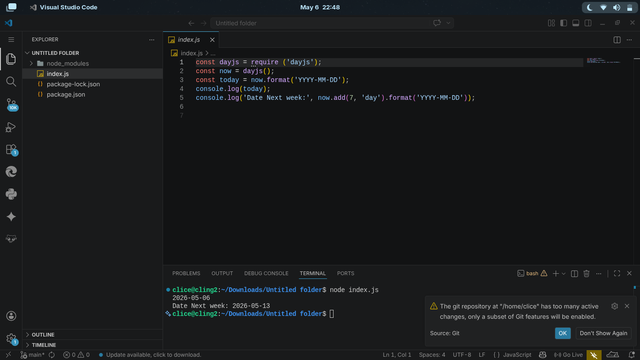 Visual Studio Code
May 6 22:48
Untitled folder
EXPLORER
UNTITLED FOLDER
node_modules
index.js
package-lock.json
package.json
OUTLINE
TIMELINE
index.js
index.js > ...
1 const dayjs = require ('dayjs');
2 const now = dayjs();
3 const today = now.format('YYYY-MM-DD');
4 console.log(today);
5 console.log('Date Next week:', now.add(7, 'day').format('YYYY-MM-DD'));
6
PROBLEMS OUTPUT DEBUG CONSOLE TERMINAL PORTS
bash
clice@cling2:~/Downloads/Untitled folder$ node index.js
2026-05-06
Date Next week: 2026-05-13
clice@cling2:~/Downloads/Untitled folder$
The git repository at "/home/clice" has too many active
changes, only a subset of Git features will be enabled.
Source: Git
OK
Don't Show Again
main*
0 0
Update available, click to download.
Ln 1, Col 1
Spaces: 4
UTF-8
LF
{ } JavaScript
Go Live